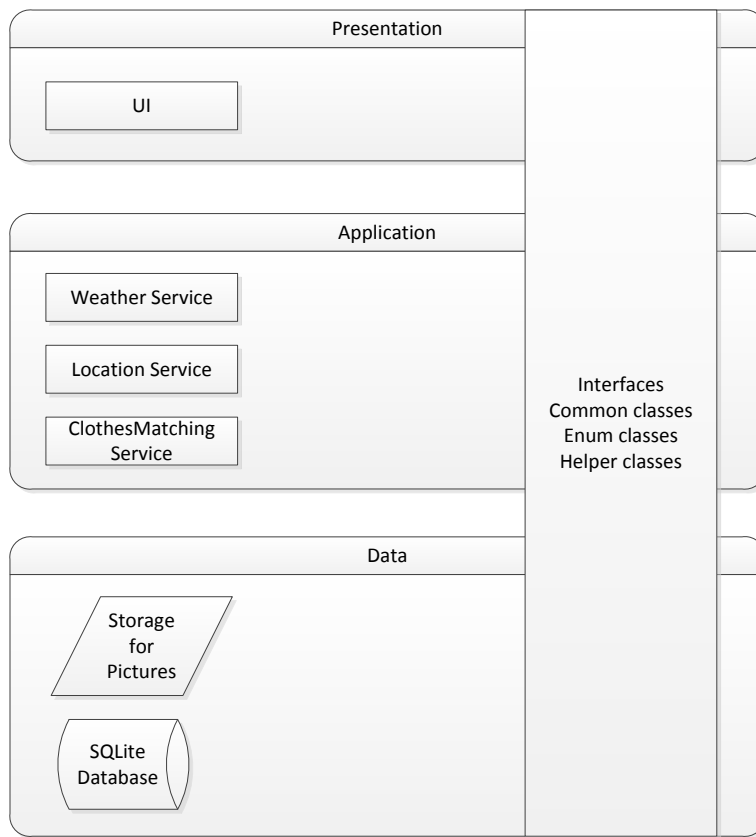 Presentation
UI
Application
Weather Service
Location Service
ClothesMatching
Service
Interfaces
Common classes
Enum classes
Helper classes
Data
Storage
for
Pictures
SQLite
Database